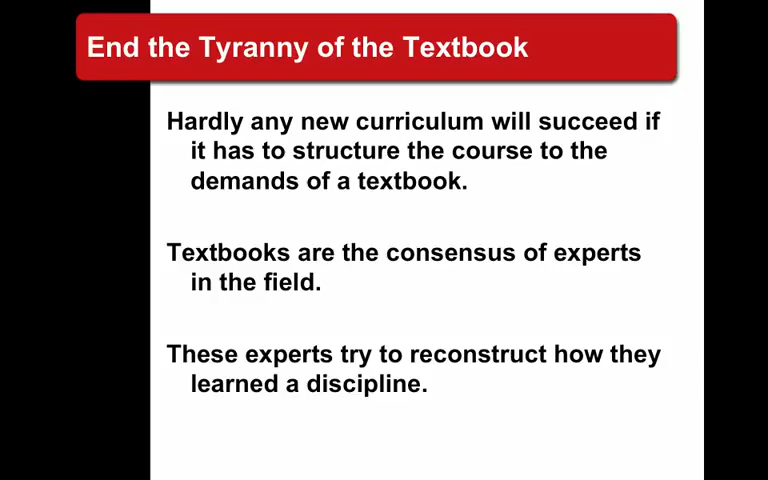 End the Tyranny of the Textbook
Hardly any new curriculum will succeed if
it has to structure the course to the
demands of a textbook.
Textbooks are the consensus of experts
in the field.
These experts try to reconstruct how they
learned a discipline.